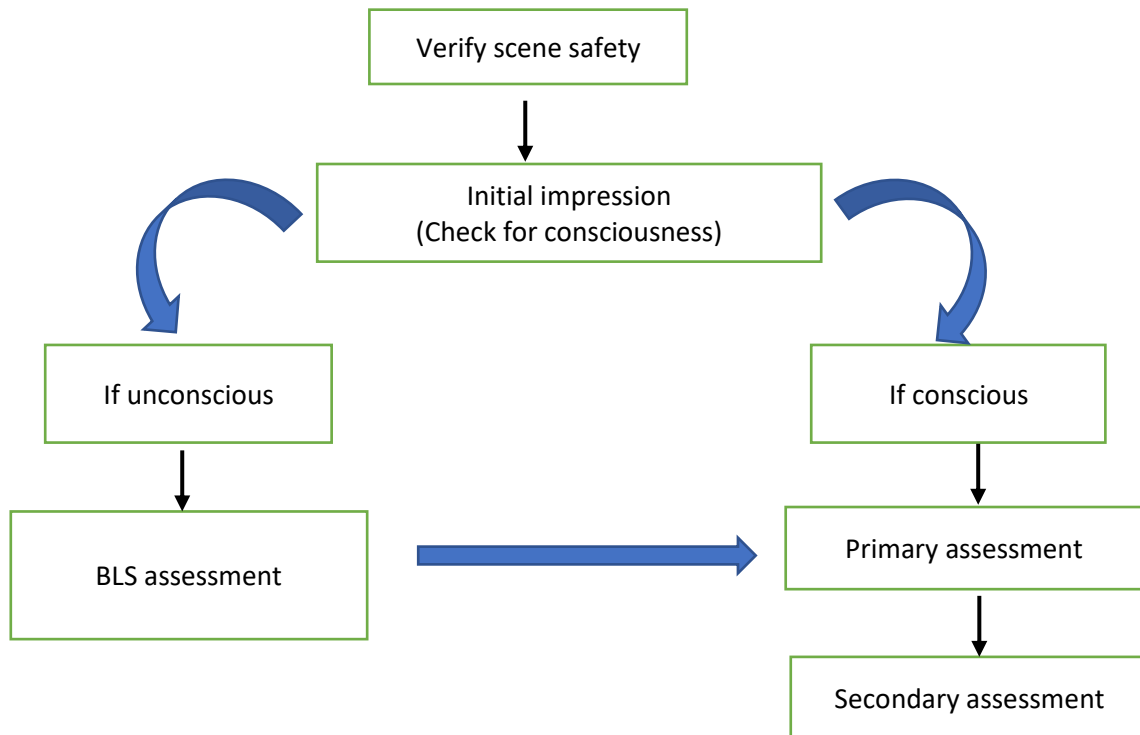 Verify scene safety
Initial impression
(Check for consciousness)
If unconscious
If conscious
BLS assessment
Primary assessment
Secondary assessment